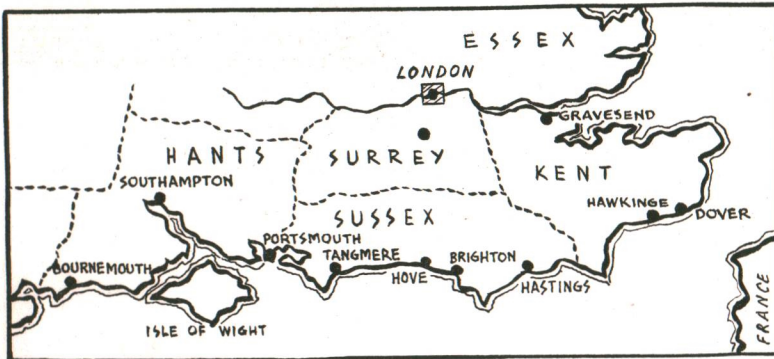 ESSEX
LONDON
GRAVESEND
HANTS
SURREY
KENT
SOUTHAMPTON
HAWKINGE
DOVER
SUSSEX
PORTSMOUTH
TANGMERE
BRIGHTON
BOURNEMOUTH
HOVE
HASTINGS
ISLE OF WIGHT
FRANCE